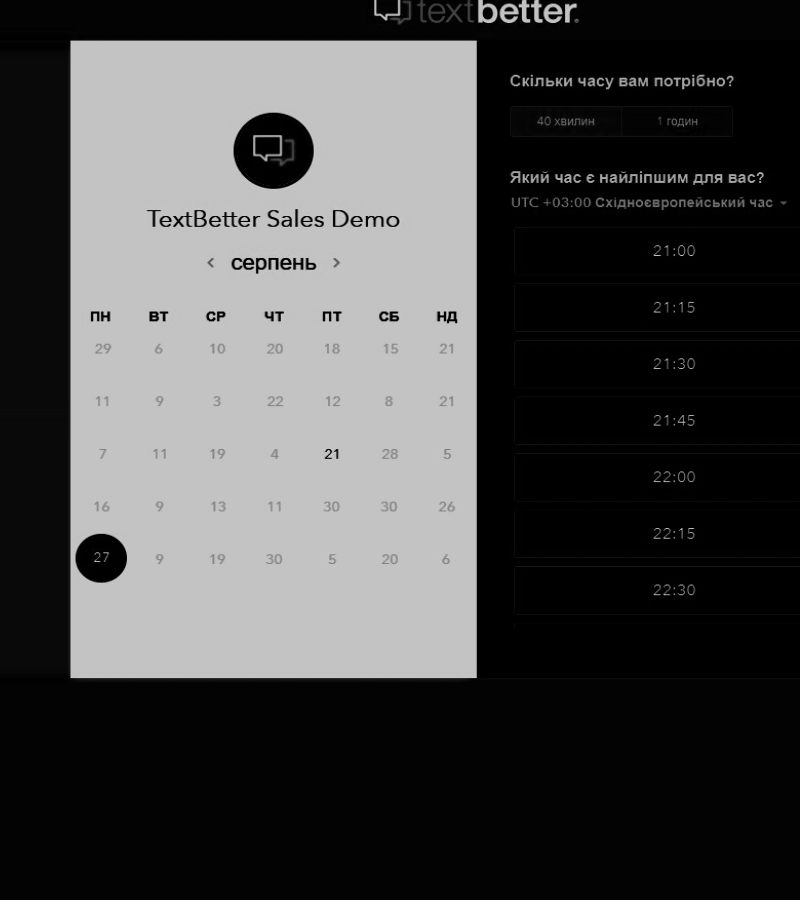 textbetter.
TextBetter Sales Demo
серпень
ПН ВТ СР ЧТ ПТ СБ НД
29 6 10 20 18 15 21
11 9 3 22 12 8 21
7 11 19 4 21 28 5
16 9 13 11 30 30 26
27 9 19 30 5 20 6
Скільки часу вам потрібно?
40 хвилин 1 годин
Який час є найліпшим для вас?
UTC +03:00 Східноєвропейський час
21:00
21:15
21:30
21:45
22:00
22:15
22:30